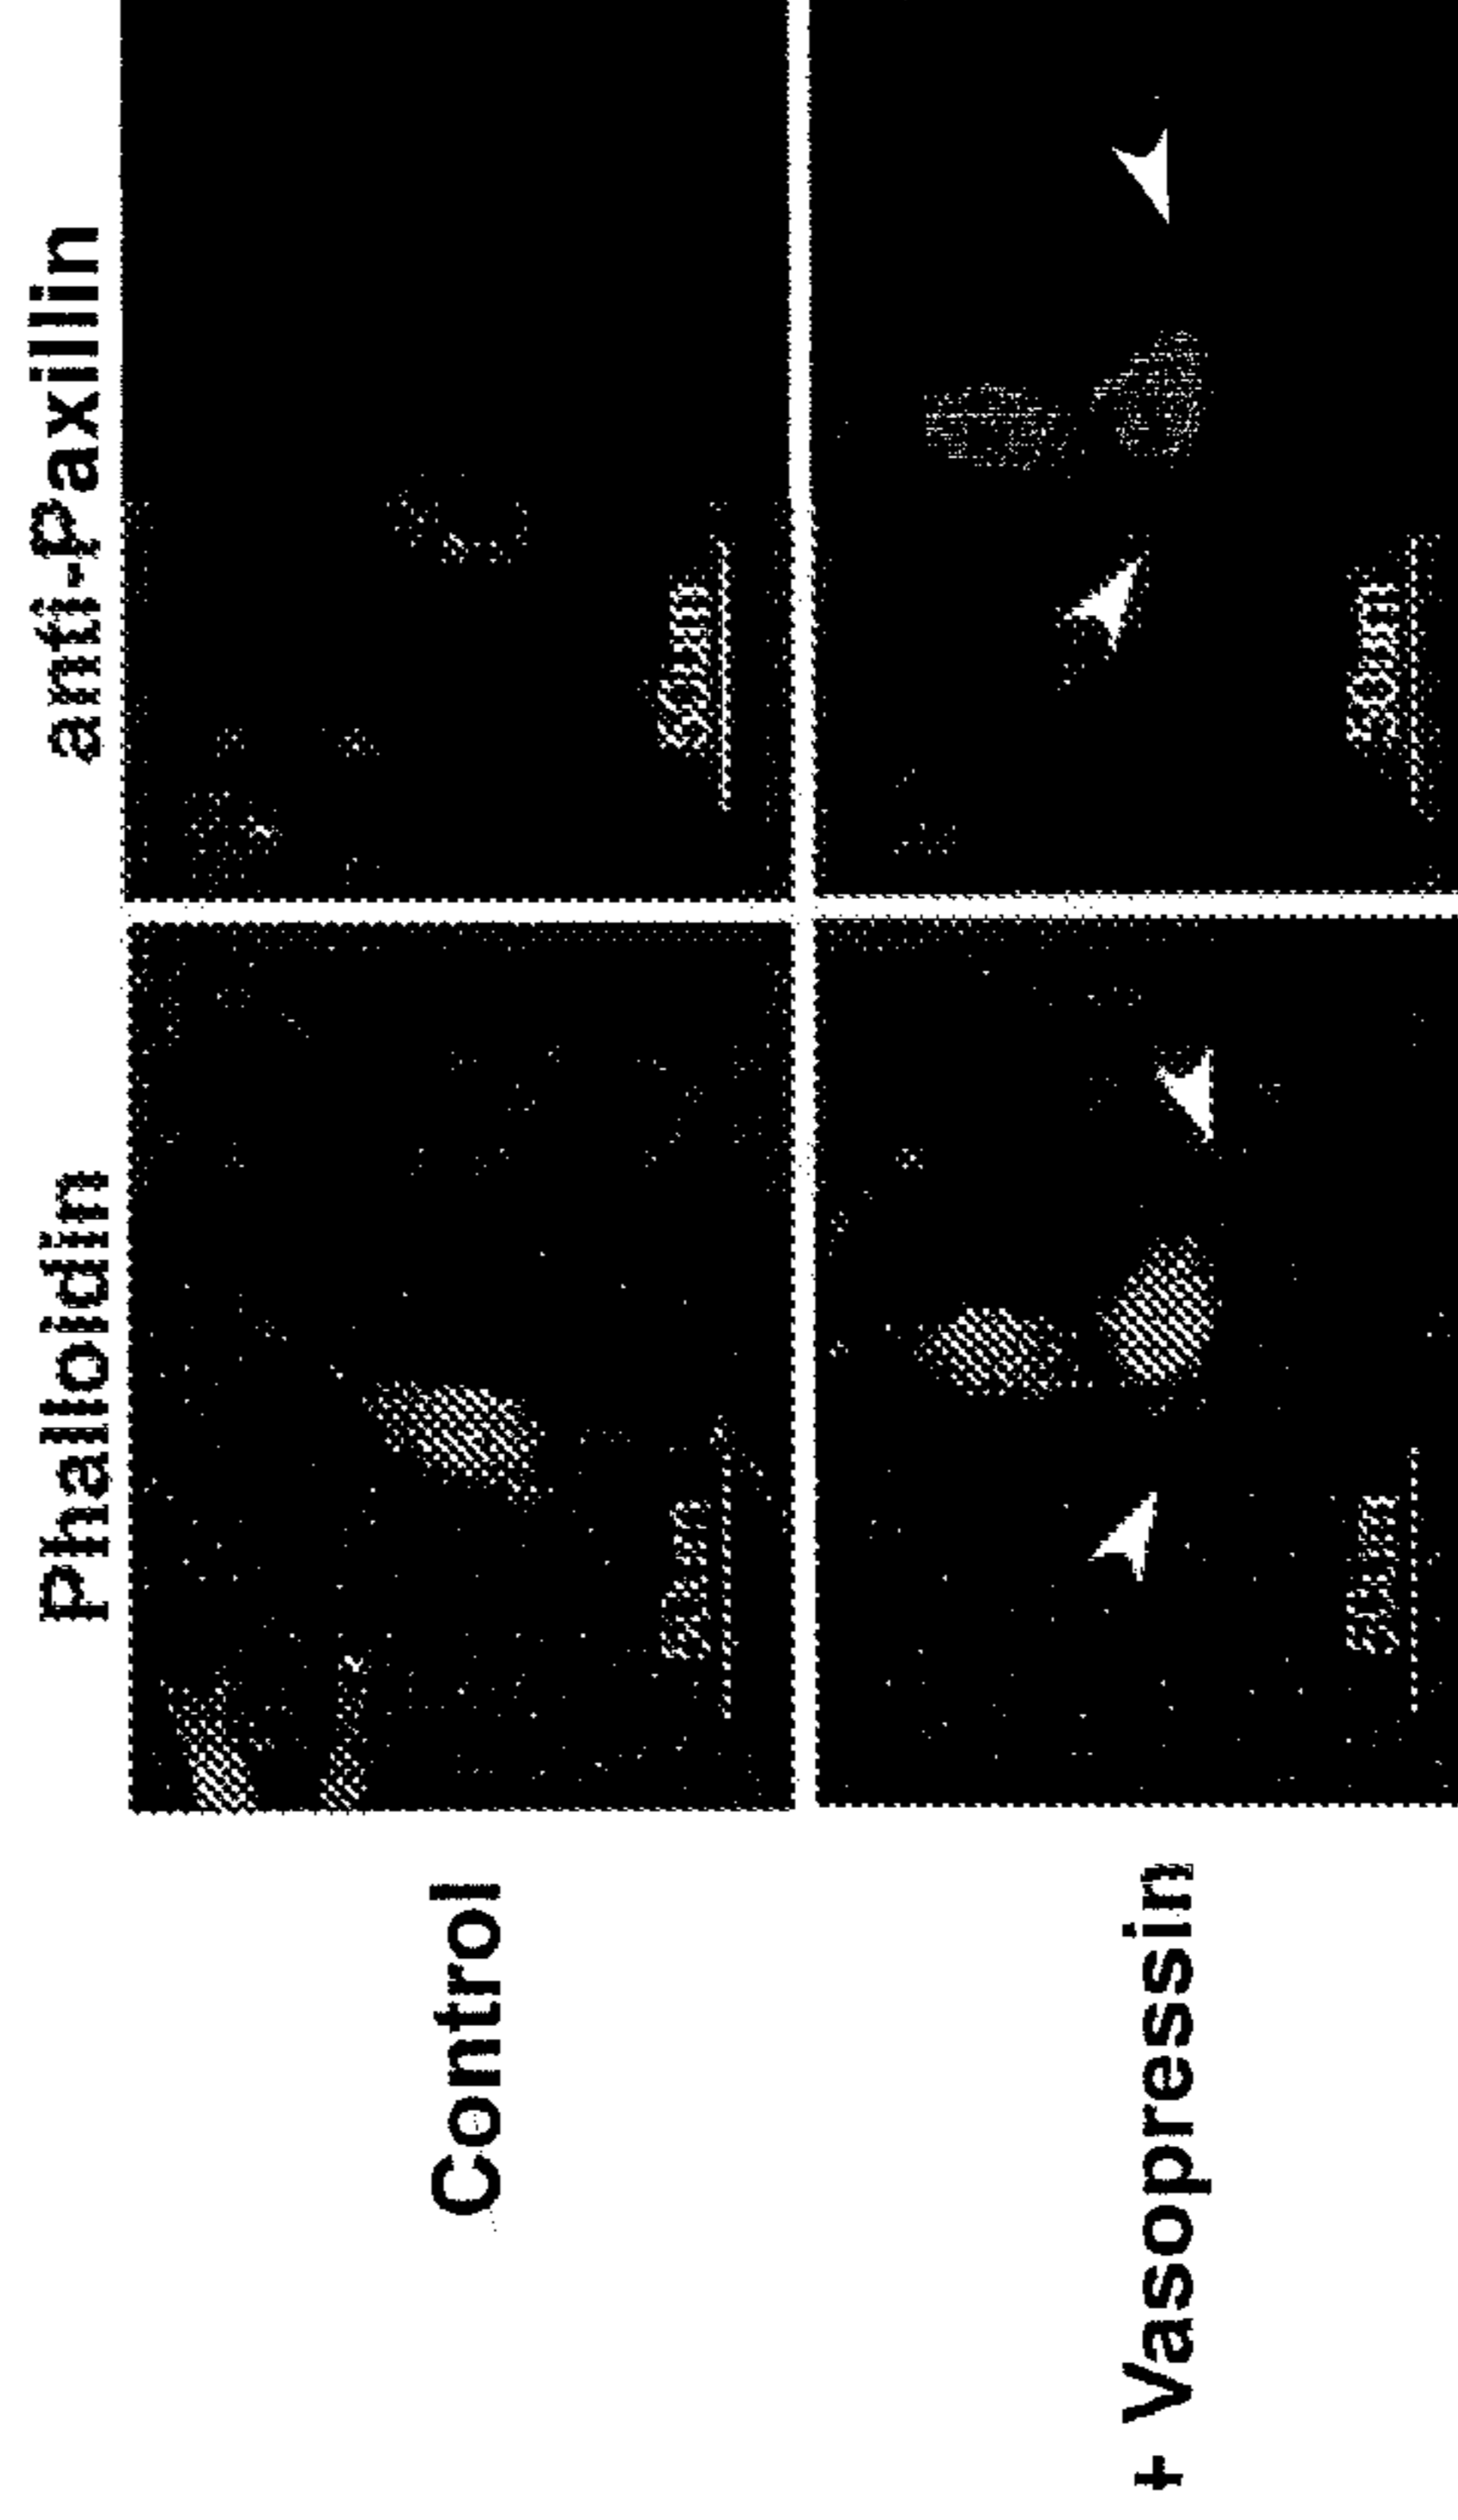 Phalloidin
anti-paxillin
Control
+ Vasopressin